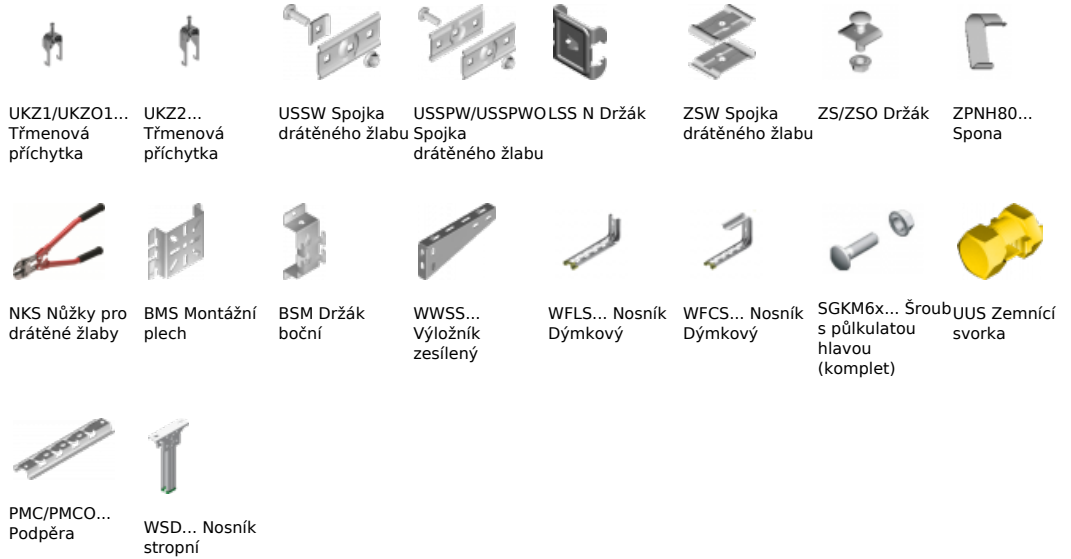 UKZ1/UKZO1...
Třmenová
příchytka
UKZ2...
Třmenová
příchytka
USSW Spojka
drátěného žlabu
USSPW/USSPWO
Spojka
drátěného žlabu
LSS N Držák
ZSW Spojka
drátěného žlabu
ZS/ZSO Držák
ZPNH80...
Spona
NKS Nůžky pro
drátěné žlaby
BMS Montážní
plech
BSM Držák
boční
WWSS...
Výložník
zesílený
WFLS... Nosník
Dýmkový
WFCS... Nosník
Dýmkový
SGKM6x... Šroub
s půlkulatou
hlavou
(komplet)
UUS Zemnící
svorka
PMC/PMCO...
Podpěra
WSD... Nosník
stropní